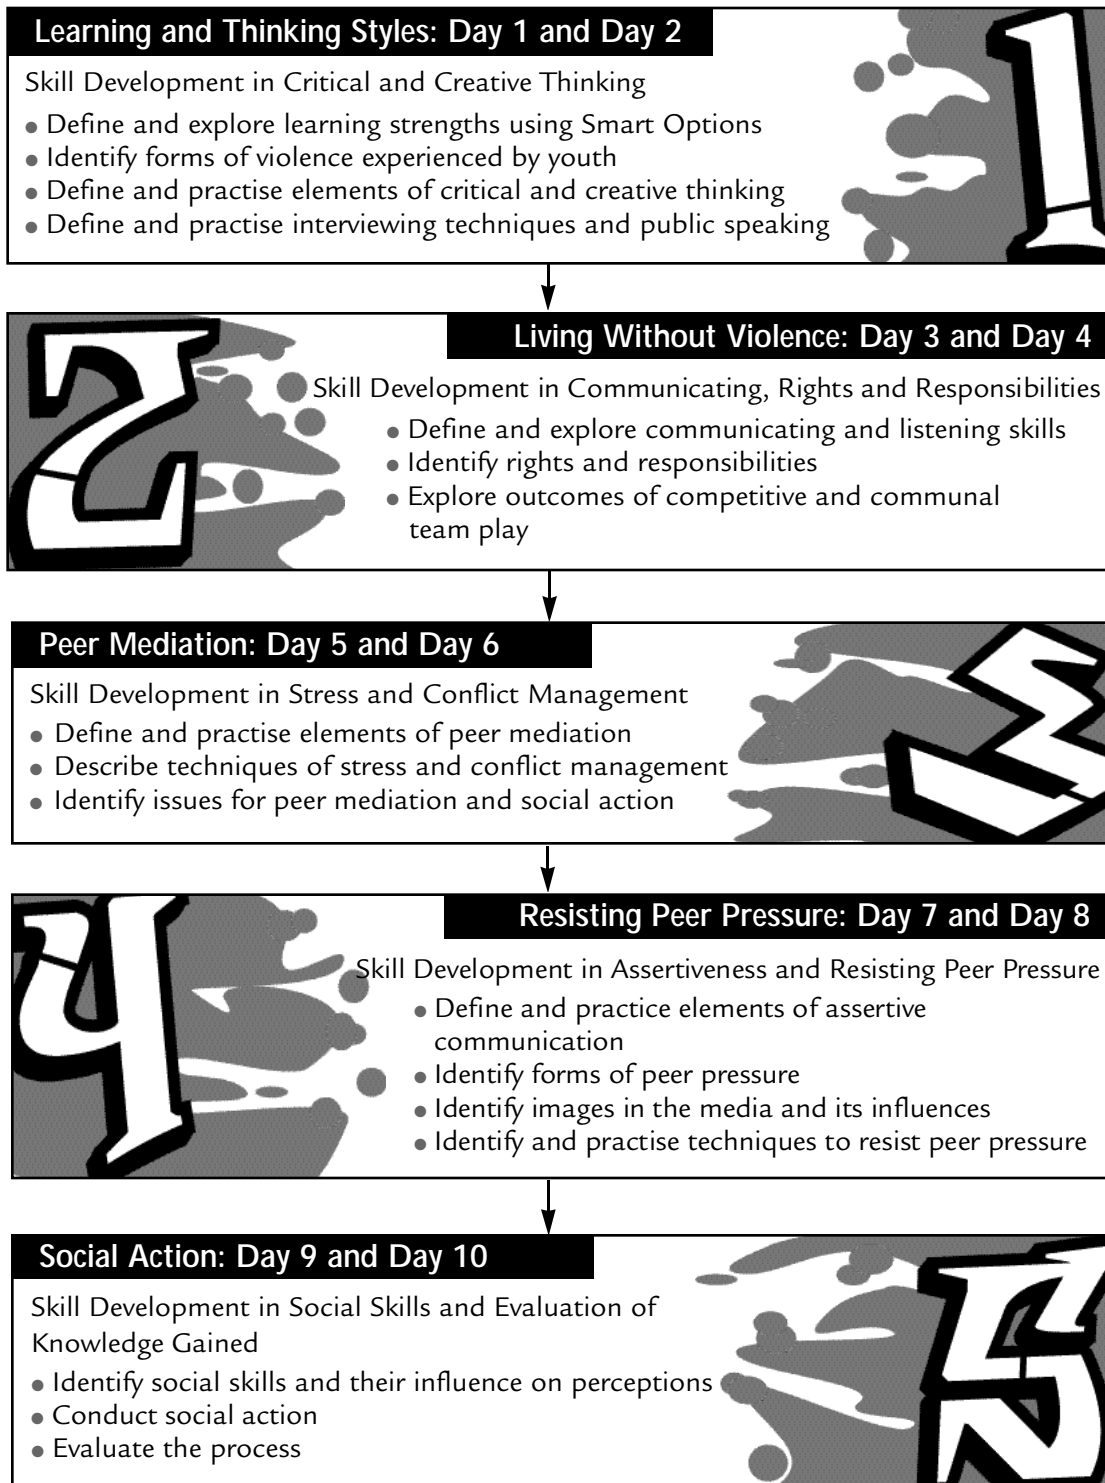 Learning and Thinking Styles: Day 1 and Day 2
Skill Development in Critical and Creative Thinking
● Define and explore learning strengths using Smart Options
● Identify forms of violence experienced by youth
● Define and practise elements of critical and creative thinking
● Define and practise interviewing techniques and public speaking
1
2
Living Without Violence: Day 3 and Day 4
Skill Development in Communicating, Rights and Responsibilities
● Define and explore communicating and listening skills
● Identify rights and responsibilities
● Explore outcomes of competitive and communal
team play
Peer Mediation: Day 5 and Day 6
Skill Development in Stress and Conflict Management
● Define and practise elements of peer mediation
● Describe techniques of stress and conflict management
● Identify issues for peer mediation and social action
3
4
Resisting Peer Pressure: Day 7 and Day 8
Skill Development in Assertiveness and Resisting Peer Pressure
● Define and practice elements of assertive
communication
● Identify forms of peer pressure
● Identify images in the media and its influences
● Identify and practise techniques to resist peer pressure
Social Action: Day 9 and Day 10
Skill Development in Social Skills and Evaluation of
Knowledge Gained
● Identify social skills and their influence on perceptions
● Conduct social action
● Evaluate the process
5